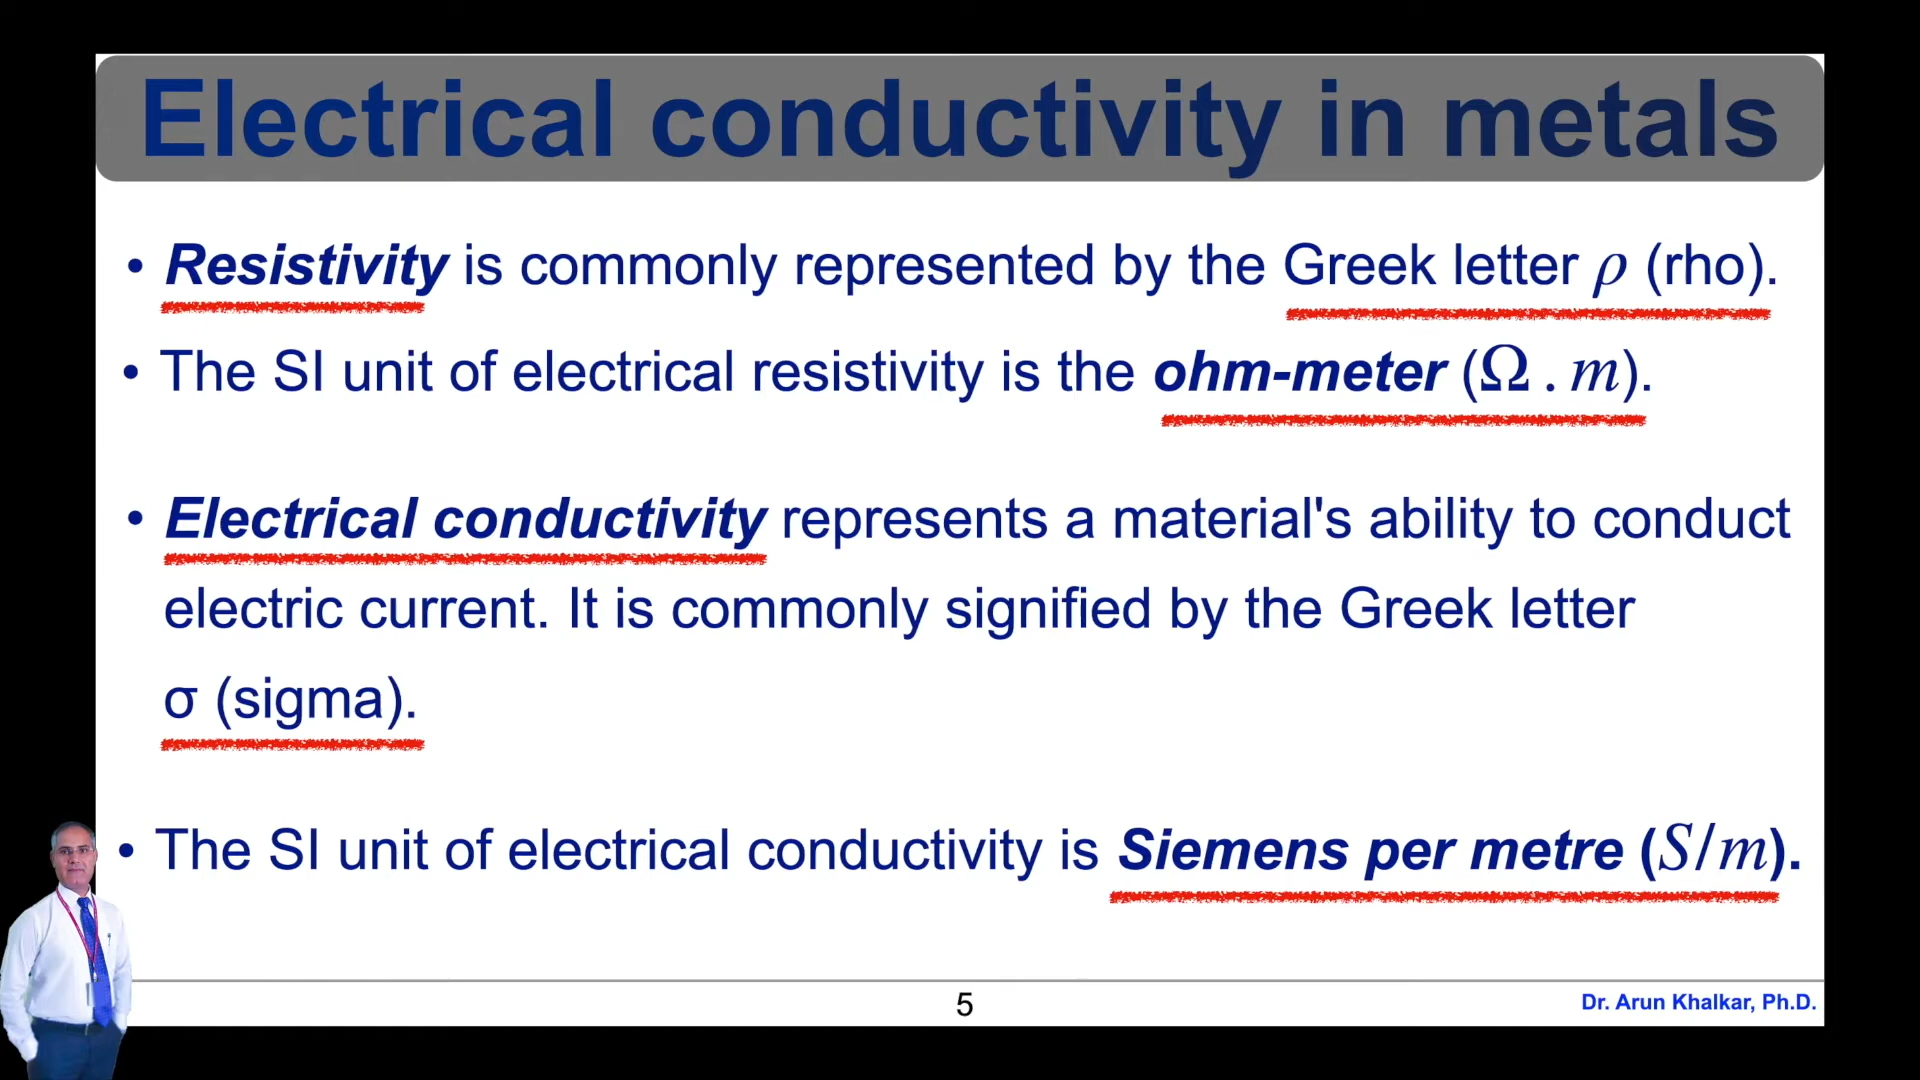 Electrical conductivity in metals
• Resistivity is commonly represented by the Greek letter ρ (rho).
• The SI unit of electrical resistivity is the ohm-meter (Ω . m).
• Electrical conductivity represents a material's ability to conduct
electric current. It is commonly signified by the Greek letter
σ (sigma).
• The SI unit of electrical conductivity is Siemens per metre (S/m).
5
Dr. Arun Khalkar, Ph.D.